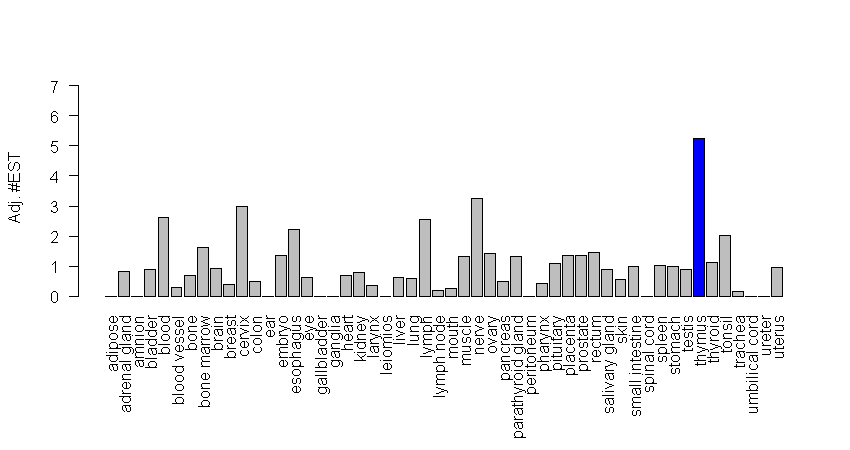 7
6
5
4
3
2
1
0
Adj. #EST
adipose
adrenal gland
amnion
bladder
blood
blood vessel
bone
bone marrow
brain
breast
cervix
colon
ear
embryo
esophagus
eye
gallbladder
ganglia
heart
kidney
larynx
leiomios
liver
lung
lymph
lymph node
mouth
muscle
nerve
ovary
pancreas
parathyroid gland
peritoneum
pharynx
pituitary
placenta
prostate
rectum
salivary gland
skin
small intestine
spinal cord
spleen
stomach
testis
thymus
thyroid
tonsil
trachea
umbilical cord
ureter
uterus